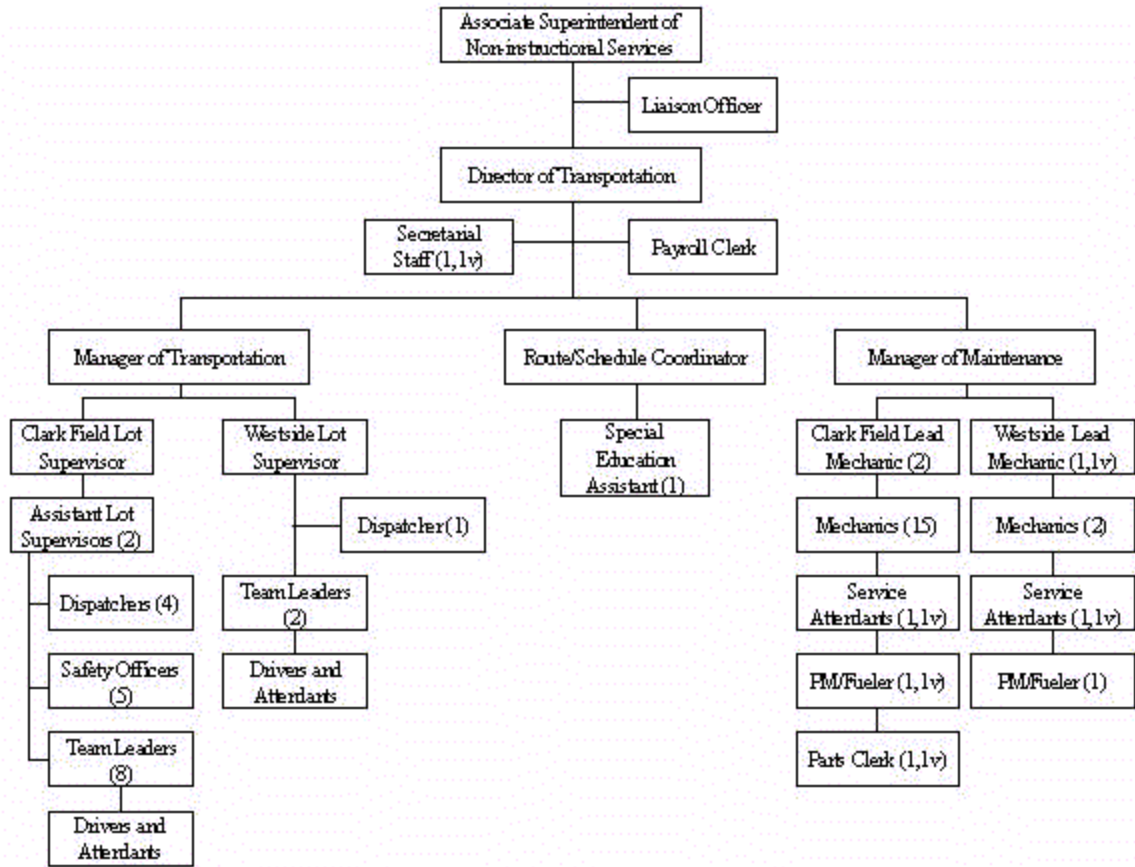 Associate Superintendent of
Non-instructional Services
Liaison Officer
Director of Transportation
Secretarial
Staff (1, 1v)
Payroll Clerk
Manager of Transportation
Route/Schedule Coordinator
Manager of Maintenance
Clark Field Lot
Supervisor
Westside Lot
Supervisor
Special
Education
Assistant (1)
Clark Field Lead
Mechanic (2)
Westside Lead
Mechanic (1,1v)
Assistant Lot
Supervisors (2)
Dispatcher (1)
Mechanics (15)
Mechanics (2)
Dispatchers (4)
Team Leaders
(2)
Service
Attendants (1,1v)
Service
Attendants (1,1v)
Safety Officers
(5)
Drivers and
Attendants
PM/Fueler (1,1v)
PM/Fueler (1)
Team Leaders
(8)
Parts Clerk (1,1v)
Drivers and
Attendants